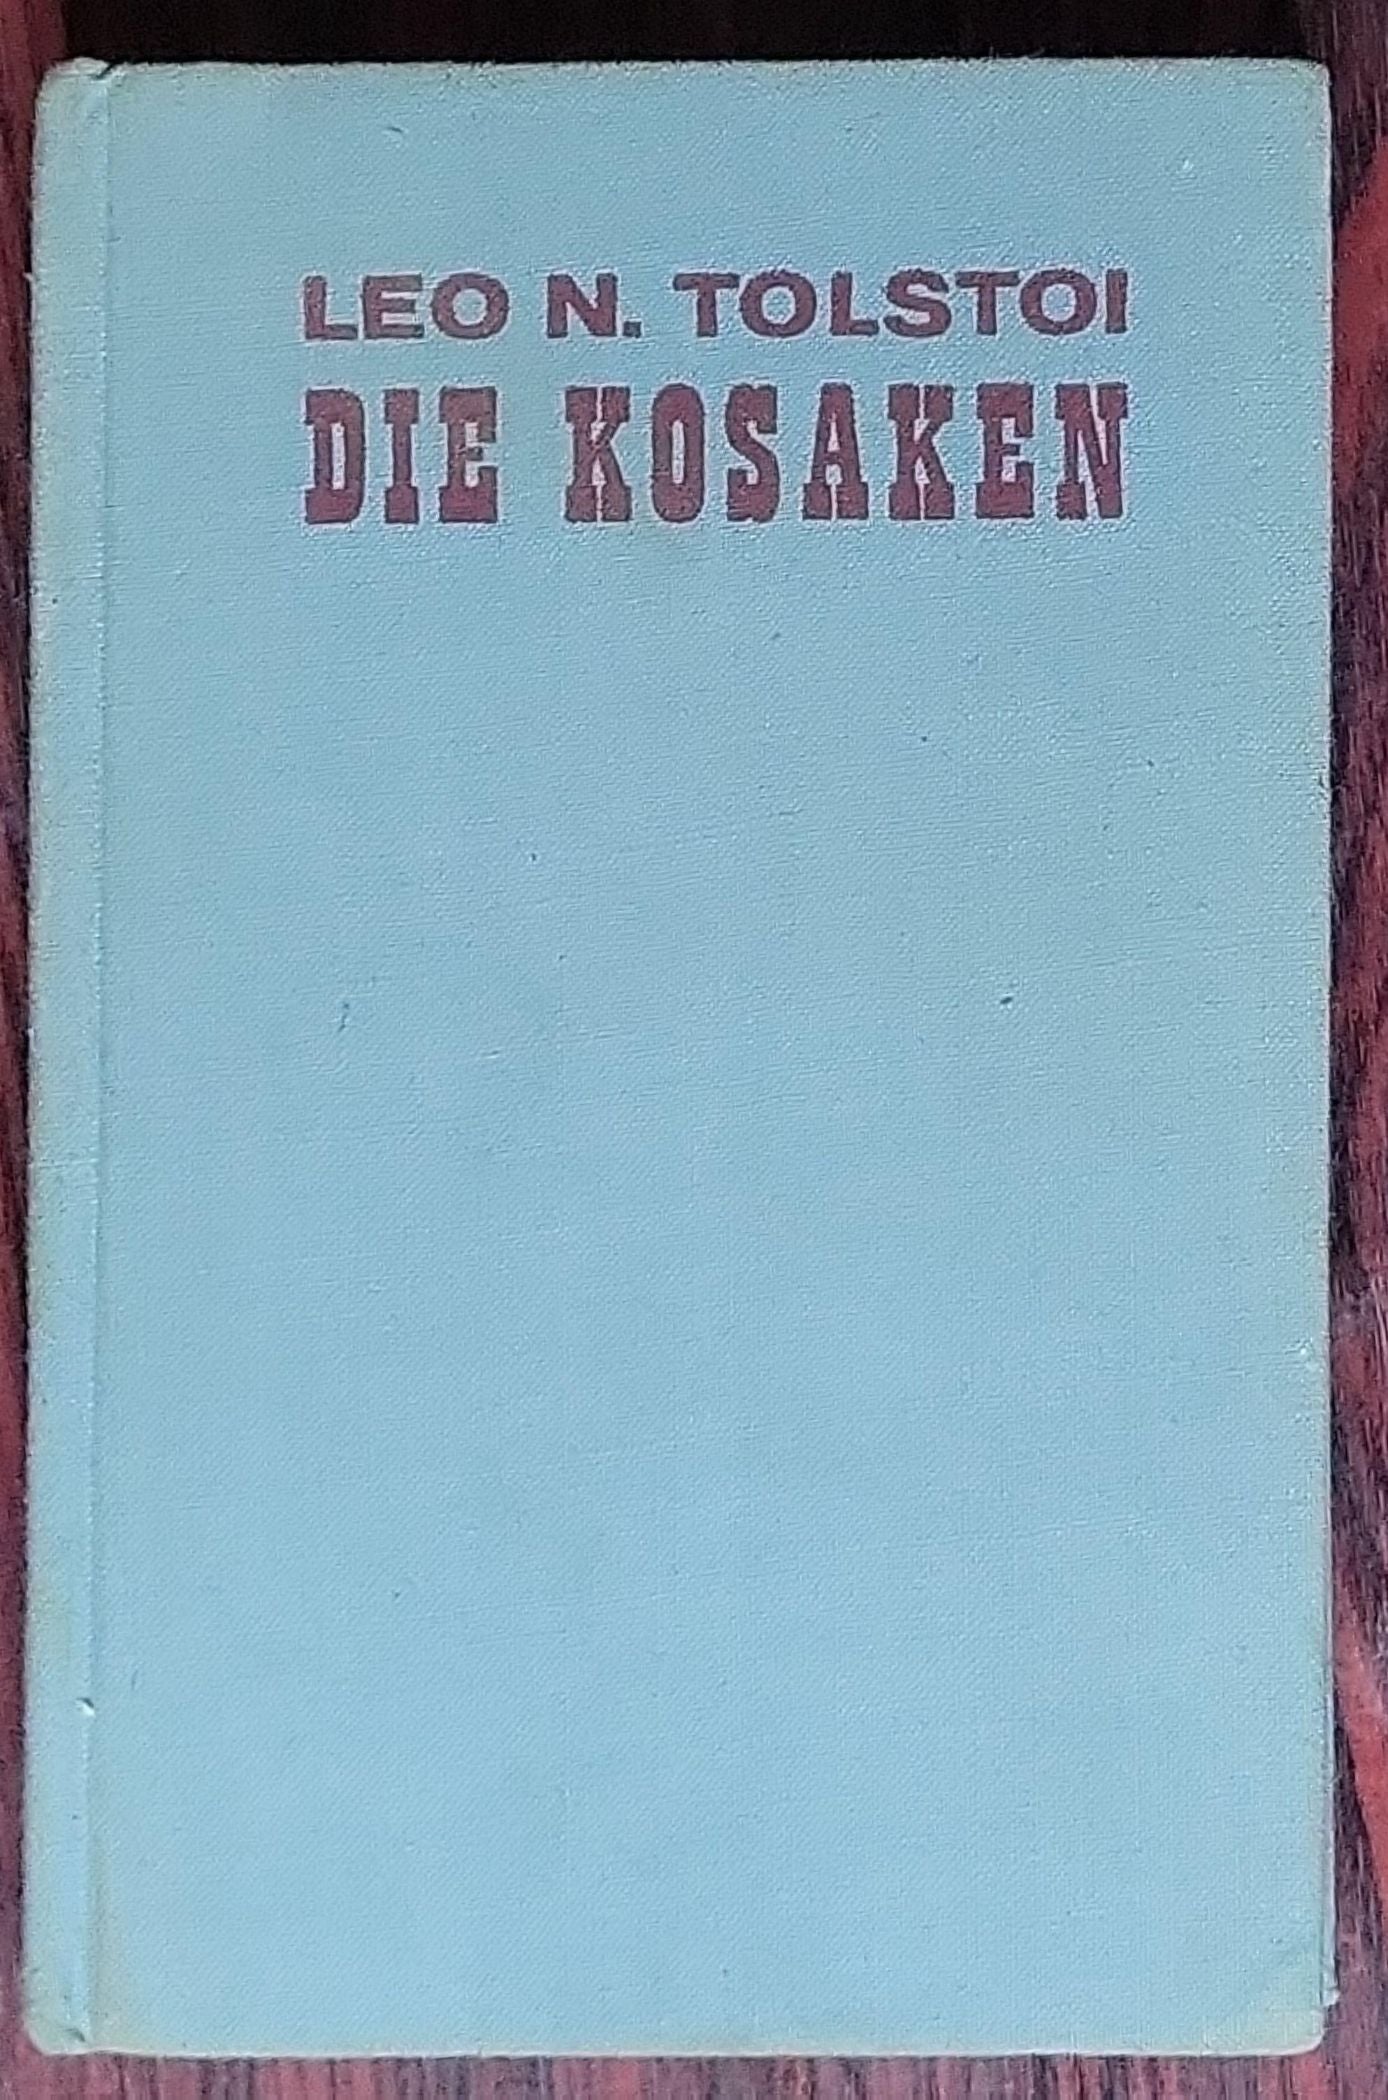 LEO N. TOLSTOI
DIE KOSAKEN